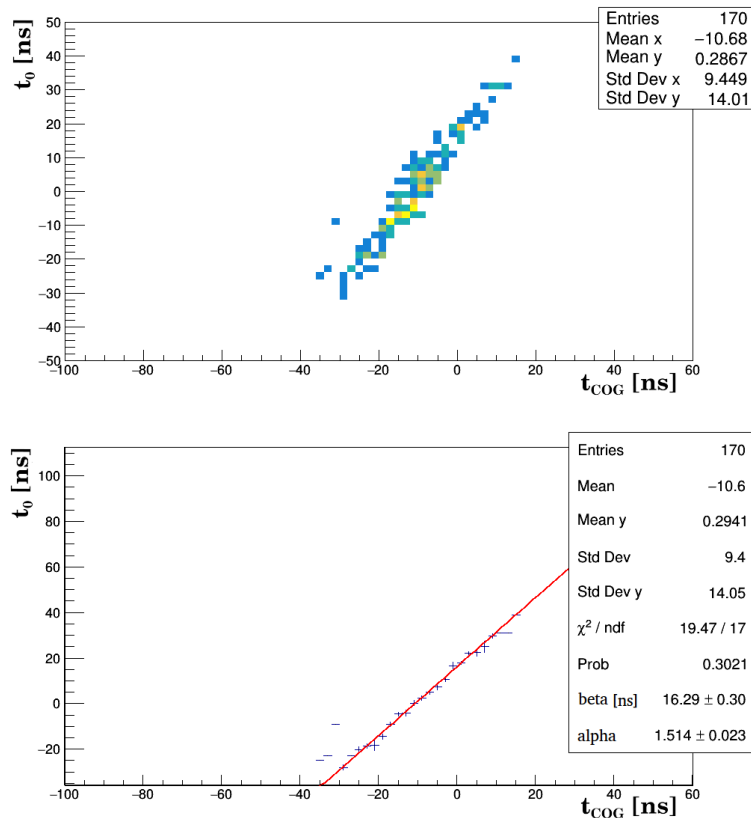 Entries 170
Mean x −10.68
Mean y 0.2867
Std Dev x 9.449
Std Dev y 14.01
t0 [ns]
50
40
30
20
10
0
−10
−20
−30
−40
−50
−100 −80 −60 −40 −20 0 20 40 60
tCOG [ns]
Entries 170
Mean −10.6
Mean y 0.2941
Std Dev 9.4
Std Dev y 14.05
χ² / ndf 19.47 / 17
Prob 0.3021
beta [ns] 16.29 ± 0.30
alpha 1.514 ± 0.023
t0 [ns]
100
80
60
40
20
0
−20
−100 −80 −60 −40 −20 0 20 40 60
tCOG [ns]